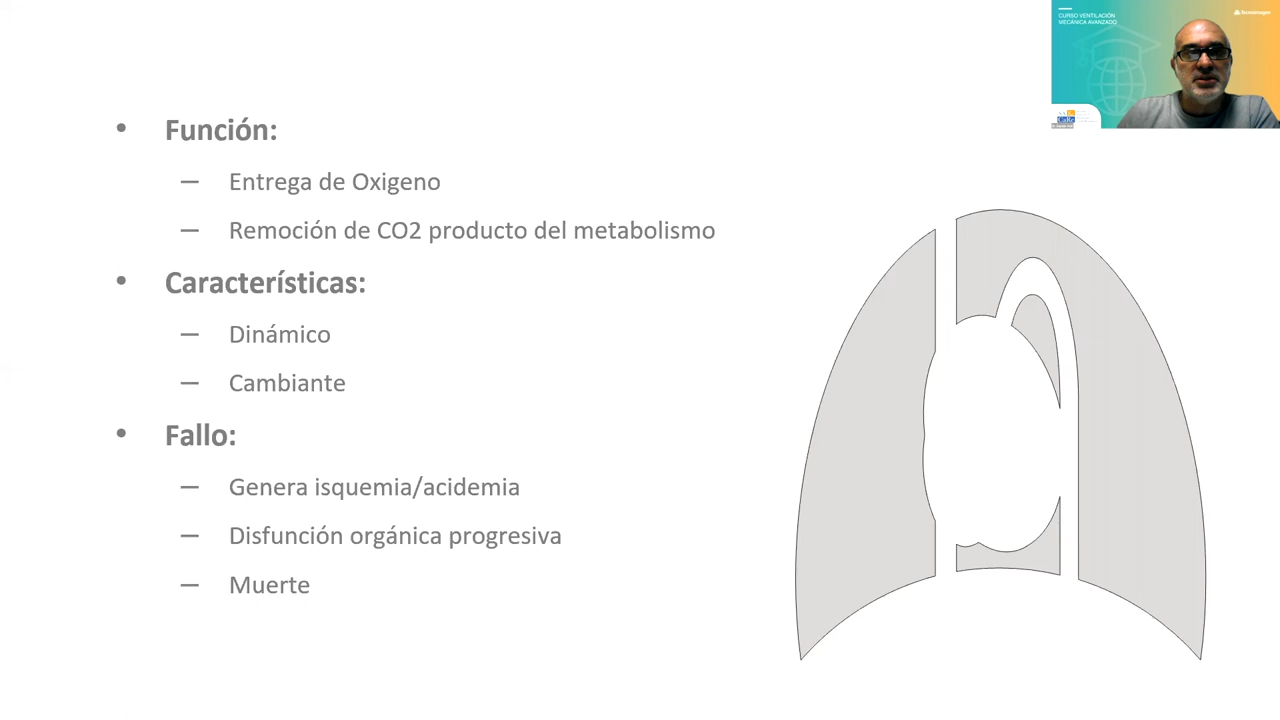 CURSO VENTILACIÓN
MECÁNICA AVANZADO
• Función:
— Entrega de Oxigeno
— Remoción de CO2 producto del metabolismo
• Características:
— Dinámico
— Cambiante
• Fallo:
— Genera isquemia/acidemia
— Disfunción orgánica progresiva
— Muerte